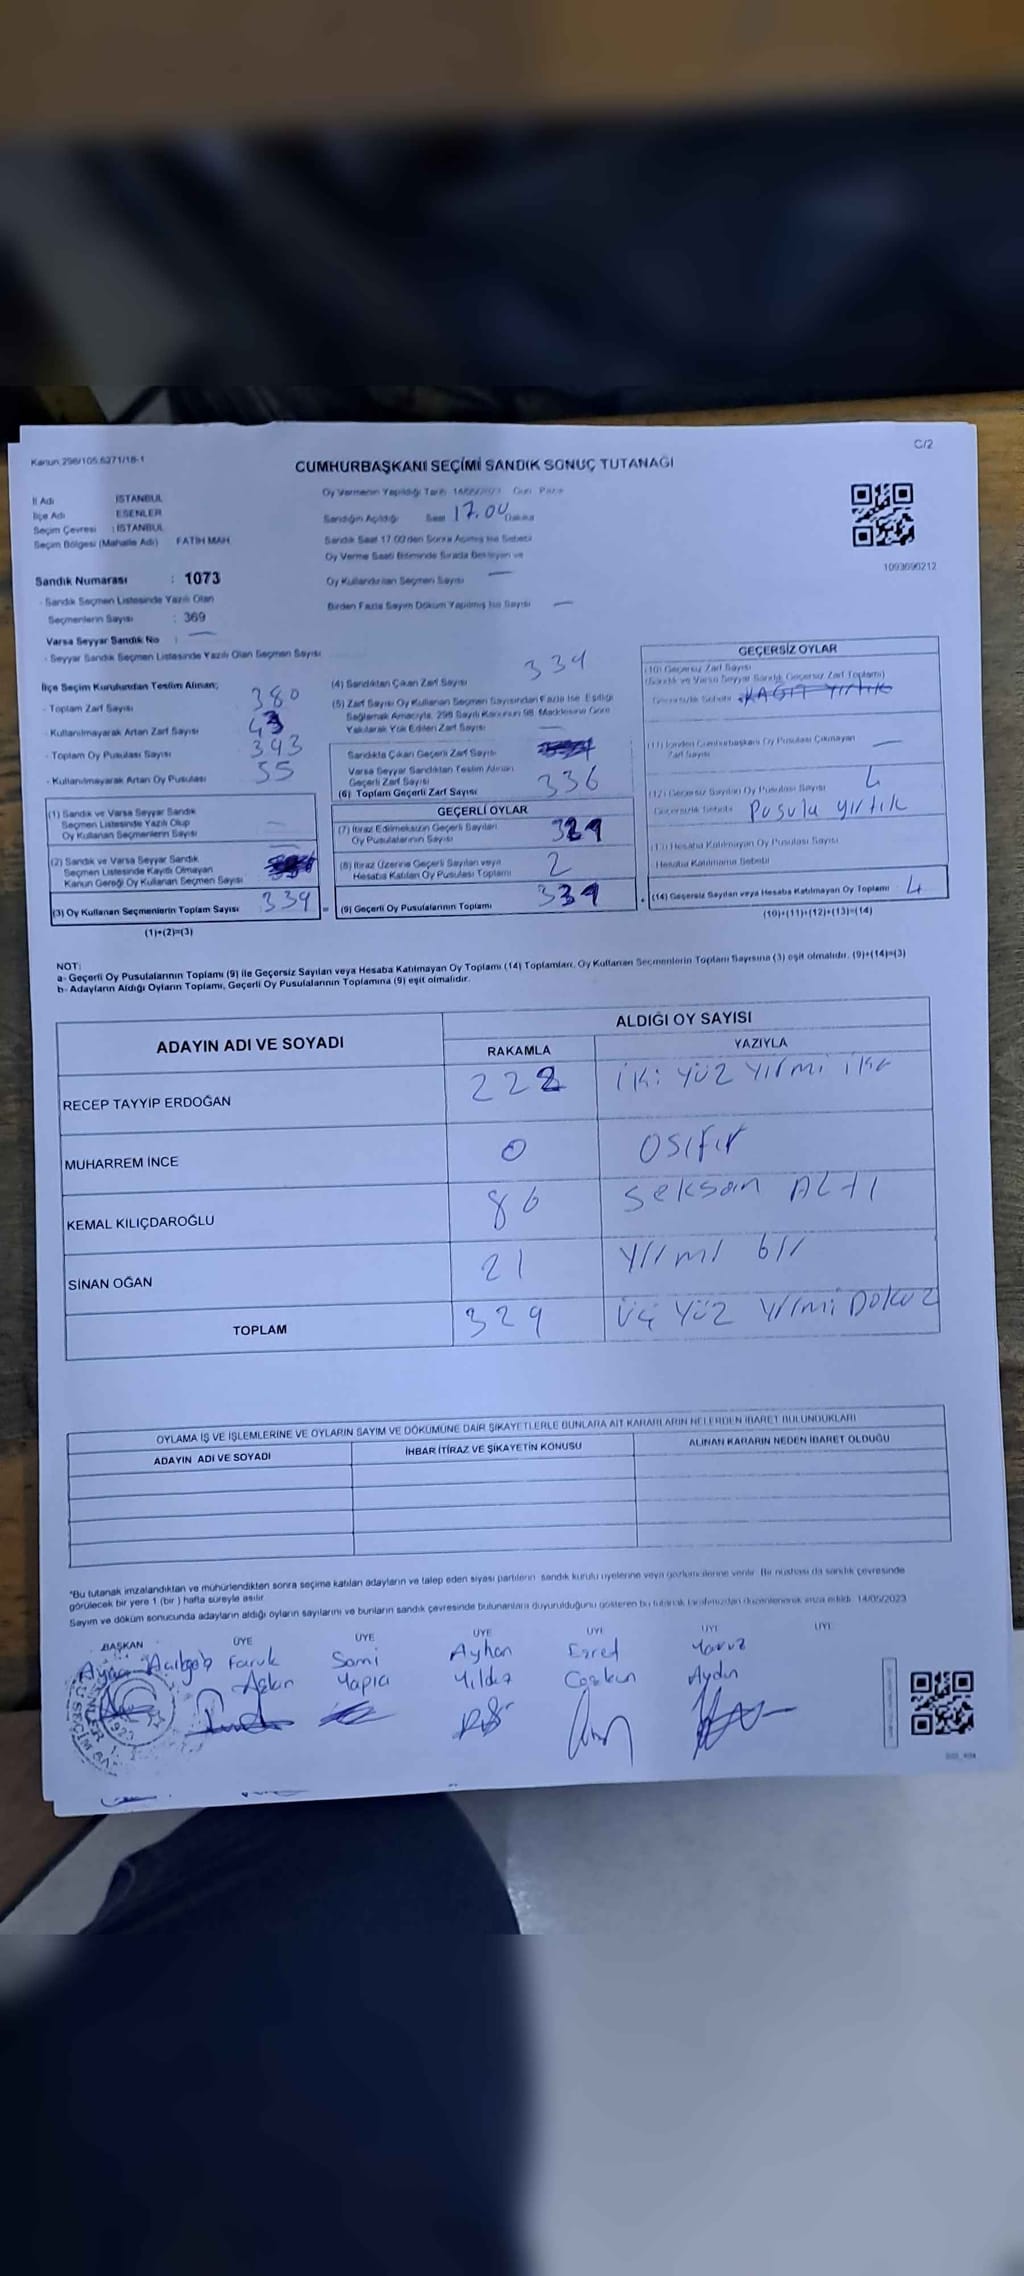 C/2
Kanun 298/105.6271/18-1
CUMHURBAŞKANI SEÇİMİ SANDIK SONUÇ TUTANAĞI
İl Adı İSTANBUL
İlçe Adı ESENLER
Seçim Çevresi : İSTANBUL
Seçim Bölgesi (Mahalle Adı) FATİH MAH.
Sandık Numarası : 1073
- Sandık Seçmen Listesinde Yazılı Olan
Seçmenlerin Sayısı : 369
Varsa Seyyar Sandık No :
- Seyyar Sandık Seçmen Listesinde Yazılı Olan Seçmen Sayısı
Oy Vermenin Yapıldığı Tarih 14/05/2023 Gün Pazar
Sandığın Açıldığı Saat 17.00 Dakika
Sandık Saat 17.00'den Sonra Açılmış İse Sebebi
Oy Verme Saati Bitiminde Sırada Bekleyen ve
Oy Kullandırılan Seçmen Sayısı —
Birden Fazla Sayım Döküm Yapılmış İse Sayısı —
1093690212
İlçe Seçim Kurulundan Teslim Alınan;
- Toplam Zarf Sayısı 380
- Kullanılmayarak Artan Zarf Sayısı
- Toplam Oy Pusulası Sayısı 393
- Kullanılmayarak Artan Oy Pusulası 55
(1) Sandık ve Varsa Seyyar Sandık
Seçmen Listesinde Yazılı Olup
Oy Kullanan Seçmenlerin Sayısı —
(2) Sandık ve Varsa Seyyar Sandık
Seçmen Listesinde Kayıtlı Olmayan
Kanun Gereği Oy Kullanan Seçmen Sayısı
(3) Oy Kullanan Seçmenlerin Toplam Sayısı 339
(1)+(2)=(3)
(4) Sandıktan Çıkan Zarf Sayısı 339
(5) Zarf Sayısı Oy Kullanan Seçmen Sayısından Fazla İse, Eşitliği
Sağlamak Amacıyla, 298 Sayılı Kanunun 98. Maddesine Göre
Yakılarak Yok Edilen Zarf Sayısı —
Sandıkta Çıkan Geçerli Zarf Sayısı
Varsa Seyyar Sandıktan Teslim Alınan
Geçerli Zarf Sayısı
(6) Toplam Geçerli Zarf Sayısı 336
GEÇERLİ OYLAR
(7) İtiraz Edilmeksizin Geçerli Sayılan
Oy Pusulalarının Sayısı 329
(8) İtiraz Üzerine Geçerli Sayılan veya
Hesaba Katılan Oy Pusulası Toplamı 2
(9) Geçerli Oy Pusulalarının Toplamı
GEÇERSİZ OYLAR
(10) Geçersiz Zarf Sayısı
(Sandık ve Varsa Seyyar Sandık Geçersiz Zarf Toplamı)
Geçersizlik Sebebi KAĞIT YIRTIK
(11) İçinden Cumhurbaşkanı Oy Pusulası Çıkmayan
Zarf Sayısı —
(12) Geçersiz Sayılan Oy Pusulası Sayısı 4
Geçersizlik Sebebi Pusula yırtık
(13) Hesaba Katılmayan Oy Pusulası Sayısı
Hesaba Katılmama Sebebi
(14) Geçersiz Sayılan veya Hesaba Katılmayan Oy Toplamı 4
(10)+(11)+(12)+(13)=(14)
NOT:
a- Geçerli Oy Pusulalarının Toplamı (9) ile Geçersiz Sayılan veya Hesaba Katılmayan Oy Toplamı (14) Toplamları, Oy Kullanan Seçmenlerin Toplam Sayısına (3) eşit olmalıdır. (9)+(14)=(3)
b- Adayların Aldığı Oyların Toplamı, Geçerli Oy Pusulalarının Toplamına (9) eşit olmalıdır.
ADAYIN ADI VE SOYADI
ALDIĞI OY SAYISI
RAKAMLA YAZIYLA
RECEP TAYYİP ERDOĞAN 222 iki yüz yirmi iki
MUHARREM İNCE 0 OSIFIR
KEMAL KILIÇDAROĞLU 86 Seksan ALTI
SİNAN OĞAN 21 Yirmi bir
TOPLAM 329 üç yüz yirmi Dokuz
OYLAMA İŞ VE İŞLEMLERİNE VE OYLARIN SAYIM VE DÖKÜMÜNE DAİR ŞİKAYETLERLE BUNLARA AİT KARARLARIN NELERDEN İBARET BULUNDUKLARI
ADAYIN ADI VE SOYADI İHBAR İTİRAZ VE ŞİKAYETİN KONUSU ALINAN KARARIN NEDEN İBARET OLDUĞU
*Bu tutanak imzalandıktan ve mühürlendikten sonra seçime katılan adayların ve talep eden siyasi partilerin sandık kurulu üyelerine veya gözlemcilerine verilir. Bir nüshası da sandık çevresinde
görülecek bir yere 1 (bir) hafta süreyle asılır.
Sayım ve döküm sonucunda adayların aldığı oyların sayılarını ve bunların sandık çevresinde bulunanlara duyurulduğunu gösteren bu tutanak tarafımızdan düzenlenerek imza edildi. 14/05/2023
BAŞKAN ÜYE ÜYE ÜYE ÜYE ÜYE ÜYE
Faruk Sami Ayhan Esred Yavuz
Aşkın Yapıcı Yıldız Coşkun Aydın